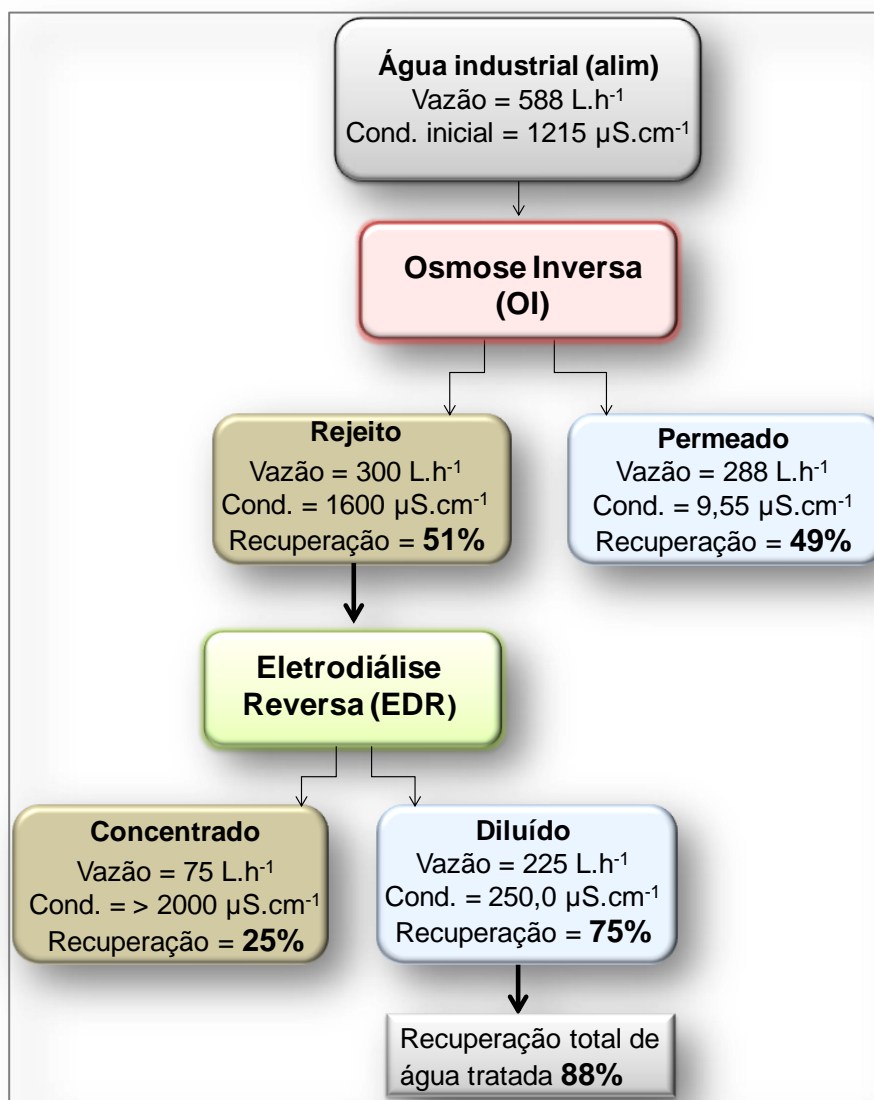 Água industrial (alim)
Vazão = 588 L.h⁻¹
Cond. inicial = 1215 µS.cm⁻¹
Osmose Inversa
(OI)
Rejeito
Vazão = 300 L.h⁻¹
Cond. = 1600 µS.cm⁻¹
Recuperação = 51%
Permeado
Vazão = 288 L.h⁻¹
Cond. = 9,55 µS.cm⁻¹
Recuperação = 49%
Eletrodiálise
Reversa (EDR)
Concentrado
Vazão = 75 L.h⁻¹
Cond. = > 2000 µS.cm⁻¹
Recuperação = 25%
Diluído
Vazão = 225 L.h⁻¹
Cond. = 250,0 µS.cm⁻¹
Recuperação = 75%
Recuperação total de
água tratada 88%